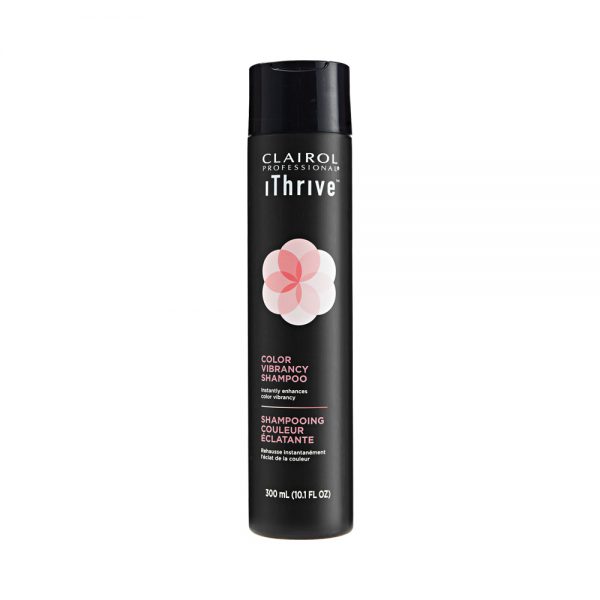 CLAIROL
PROFESSIONAL®
iThrive™
COLOR
VIBRANCY
SHAMPOO
Instantly enhances
color vibrancy
SHAMPOOING
COULEUR
ÉCLATANTE
Rehausse instantanément
l'éclat de la couleur
300 mL (10.1 FL OZ)